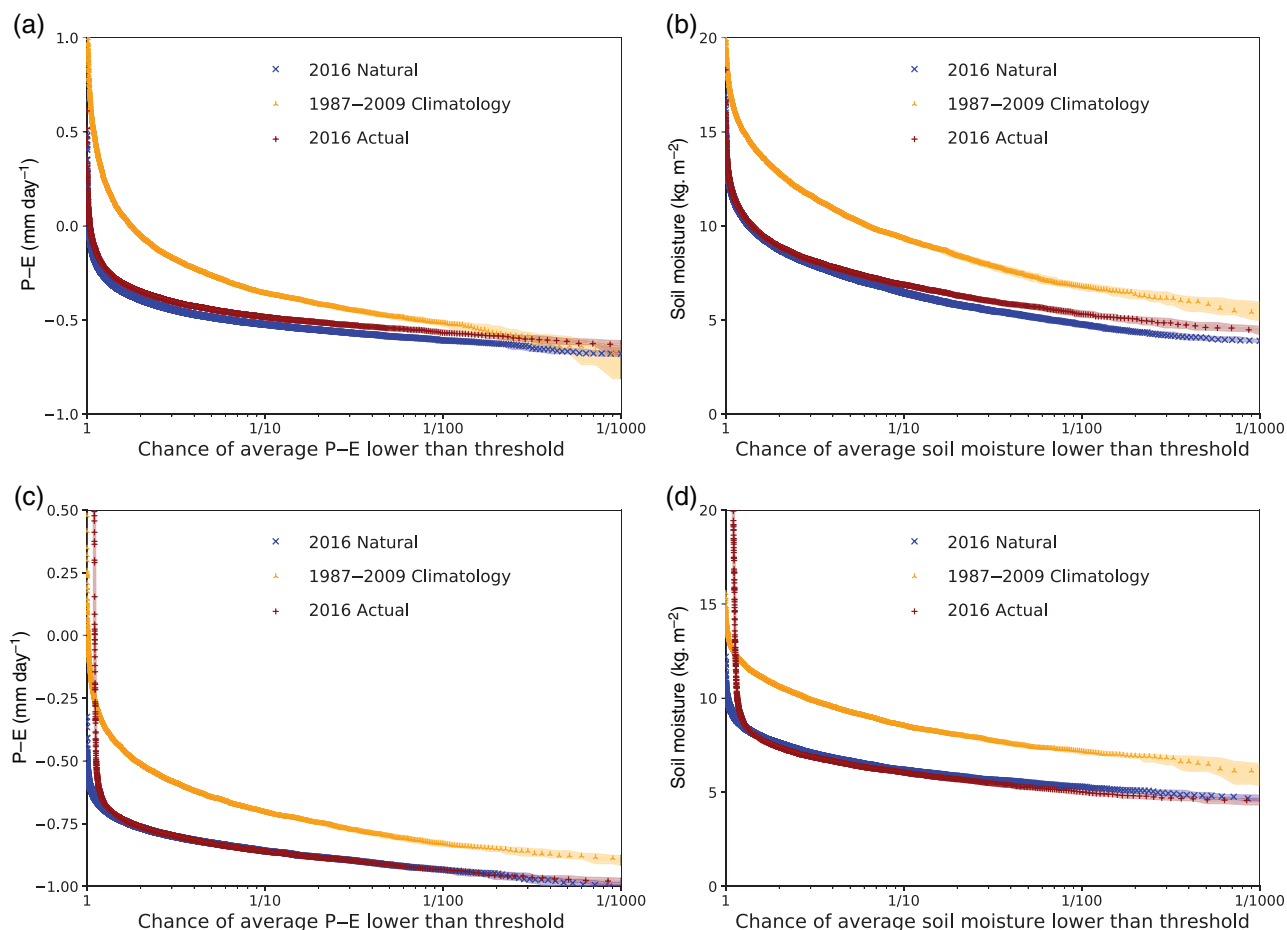 (a)
1.0
0.5
0.0
−0.5
−1.0
P−E (mm day⁻¹)
2016 Natural
1987−2009 Climatology
2016 Actual
1
1/10
1/100
1/1000
Chance of average P−E lower than threshold
(b)
20
15
10
5
0
Soil moisture (kg. m⁻²)
2016 Natural
1987−2009 Climatology
2016 Actual
1
1/10
1/100
1/1000
Chance of average soil moisture lower than threshold
(c)
0.50
0.25
0.00
−0.25
−0.50
−0.75
−1.00
P−E (mm day⁻¹)
2016 Natural
1987−2009 Climatology
2016 Actual
1
1/10
1/100
1/1000
Chance of average P−E lower than threshold
(d)
20
15
10
5
0
Soil moisture (kg. m⁻²)
2016 Natural
1987−2009 Climatology
2016 Actual
1
1/10
1/100
1/1000
Chance of average soil moisture lower than threshold